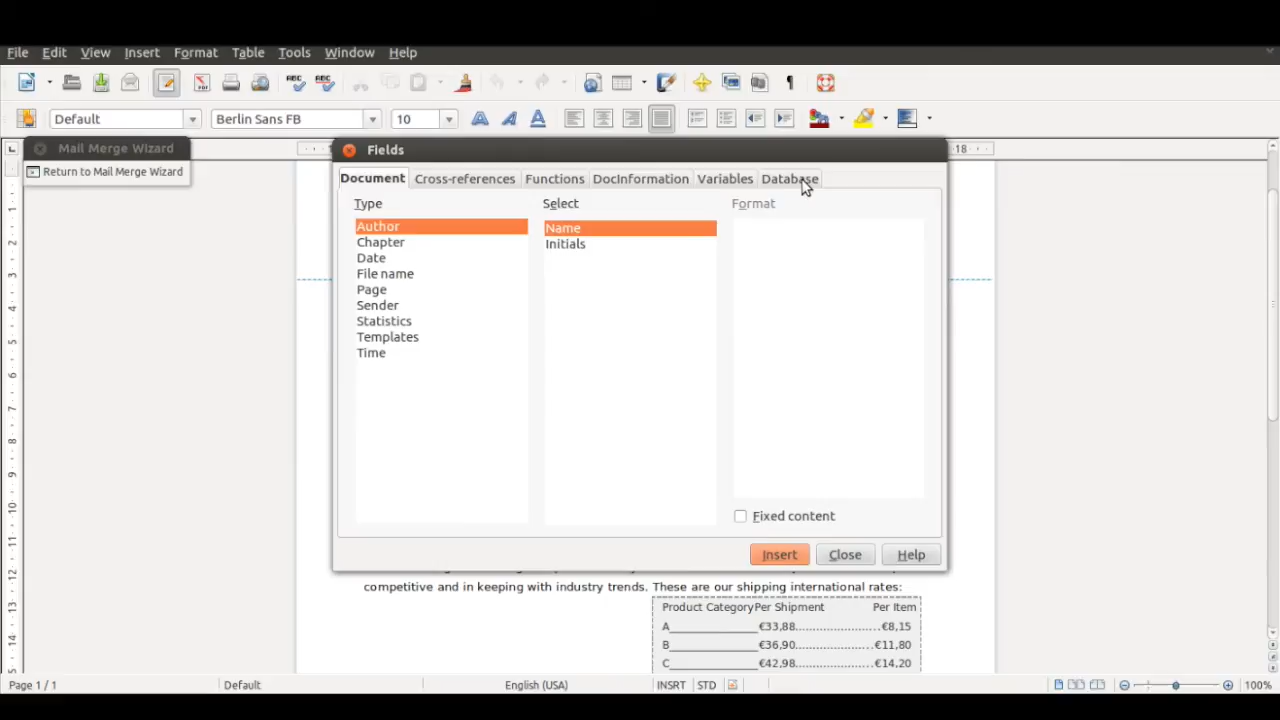 File Edit View Insert Format Table Tools Window Help
Default Berlin Sans FB 10
Mail Merge Wizard
Return to Mail Merge Wizard
Fields
Document Cross-references Functions DocInformation Variables Database
Type Select Format
Author
Chapter
Date
File name
Page
Sender
Statistics
Templates
Time
Name
Initials
Fixed content
Insert Close Help
competitive and in keeping with industry trends. These are our shipping international rates:
Product CategoryPer Shipment Per Item
A________________€33,88.......................€8,15
B________________€36,90.....................€11,80
C________________€42,98.....................€14,20
Page 1 / 1 Default English (USA) INSRT STD 100%